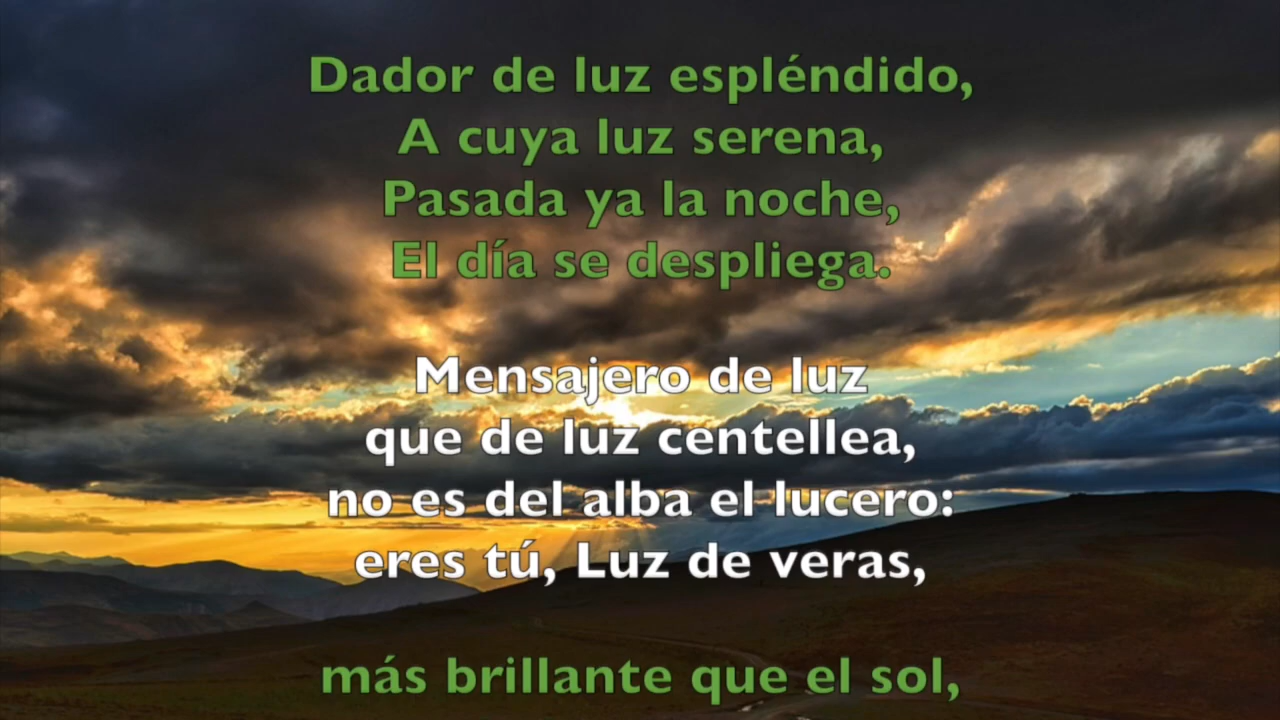 Dador de luz espléndido,
A cuya luz serena,
Pasada ya la noche,
El día se despliega.
Mensajero de luz
que de luz centellea,
no es del alba el lucero:
eres tú, Luz de veras,
más brillante que el sol,